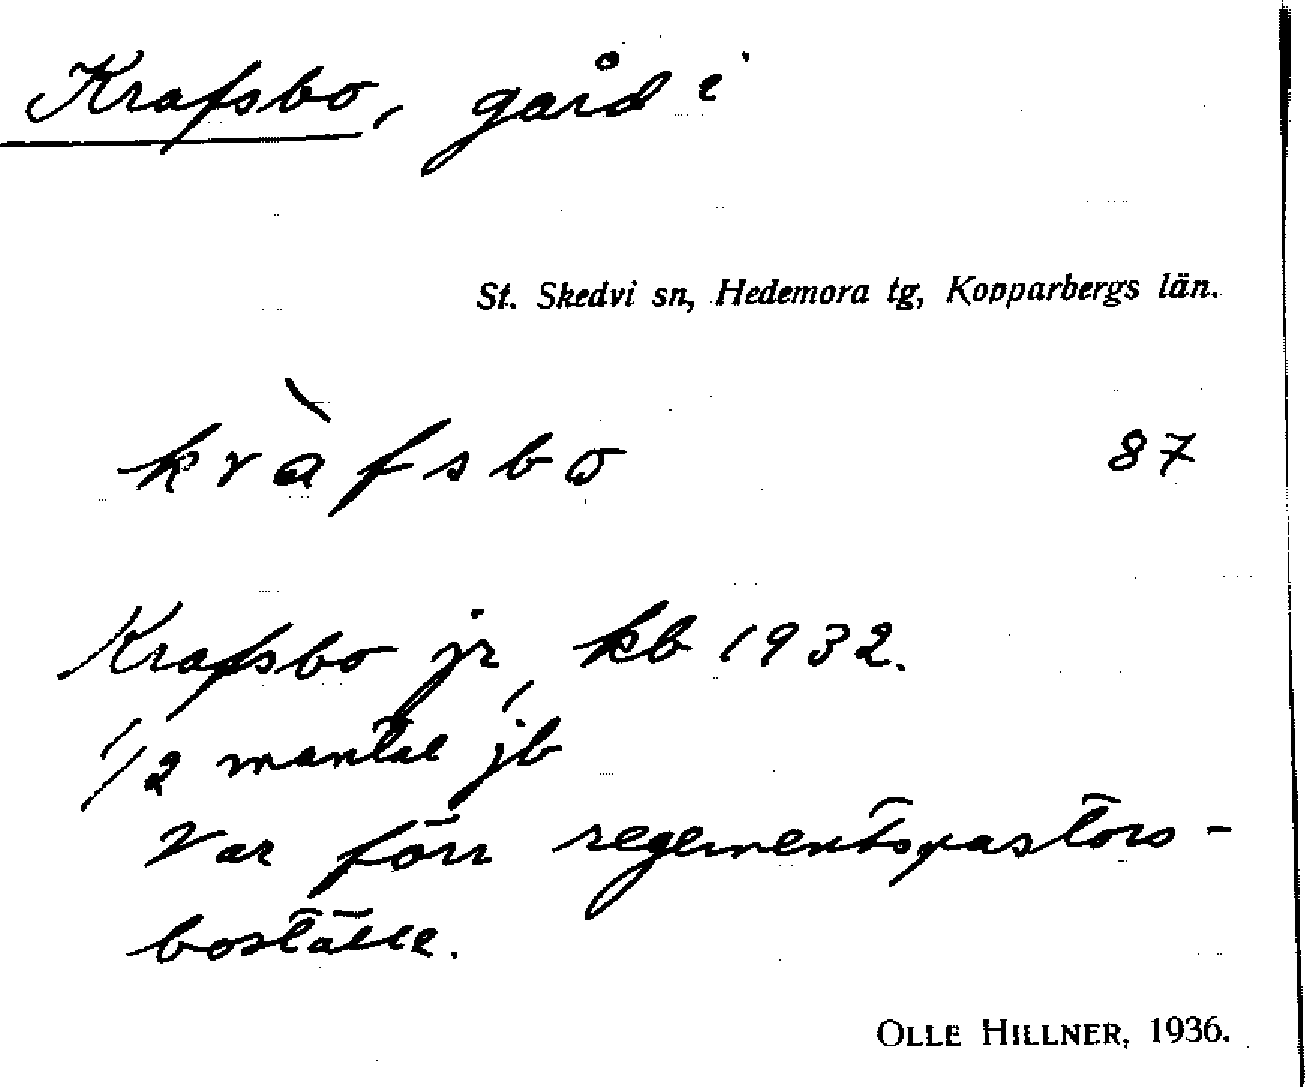 Krafsbo, gård i
St. Skedvi sn, Hedemora tg, Kopparbergs län.
kràfsbo 87
Krafsbo jr, kb 1932.
1/2 mantal jb
Var förr regementspastors-
boställe.
OLLE HILLNER, 1936.